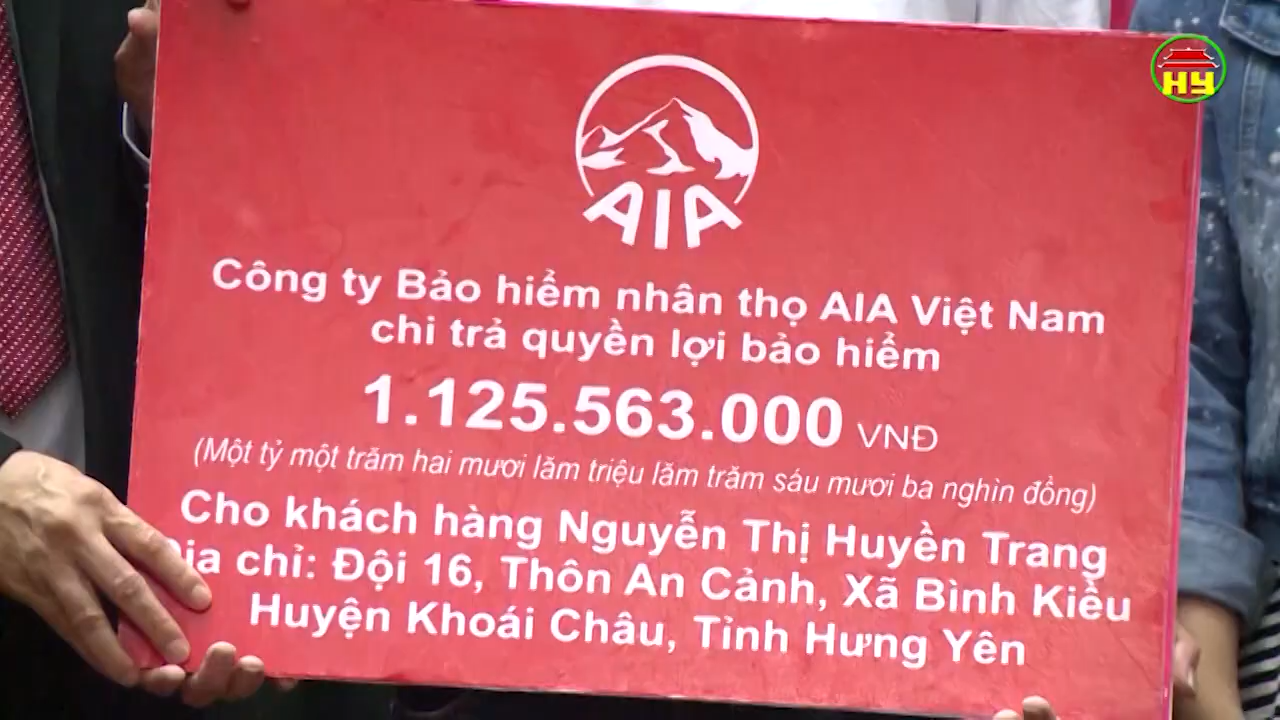 HY
AIA
Công ty Bảo hiểm nhân thọ AIA Việt Nam
chi trả quyền lợi bảo hiểm
1.125.563.000 VNĐ
(Một tỷ một trăm hai mươi lăm triệu lăm trăm sáu mươi ba nghìn đồng)
Cho khách hàng Nguyễn Thị Huyền Trang
Địa chỉ: Đội 16, Thôn An Cảnh, Xã Bình Kiều
Huyện Khoái Châu, Tỉnh Hưng Yên